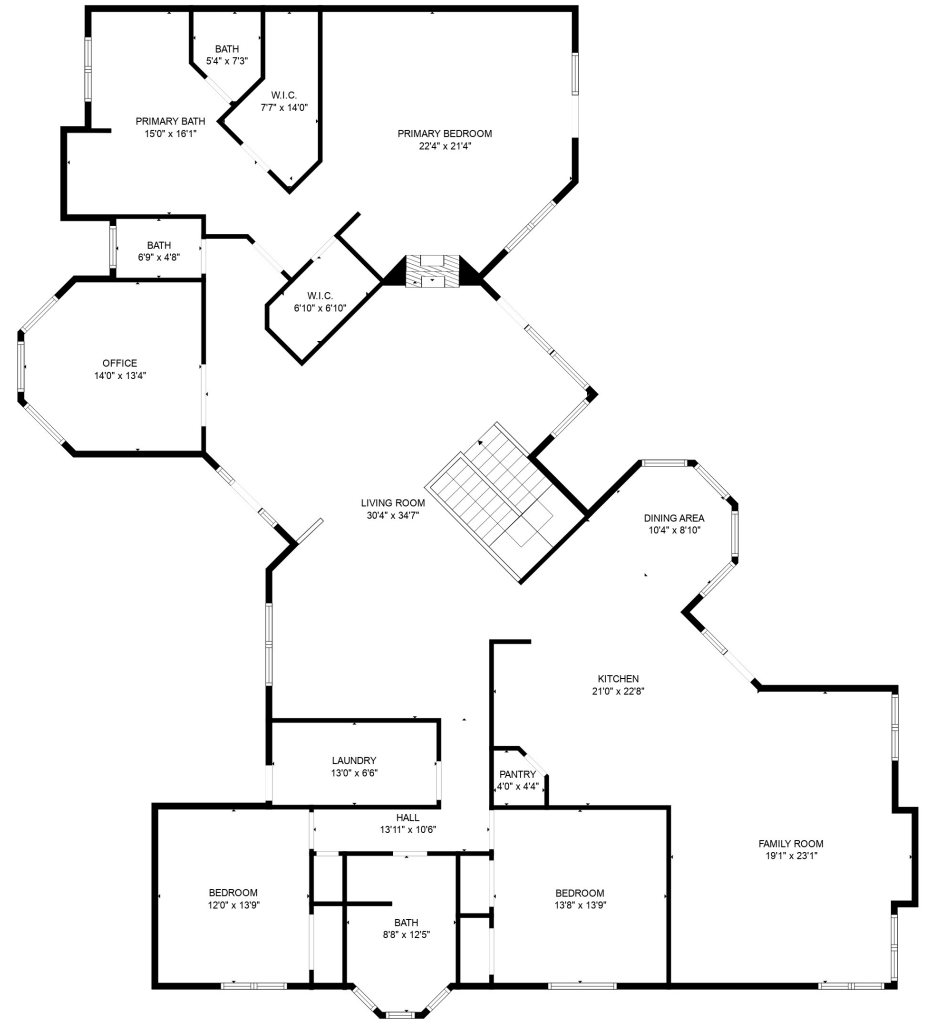 BATH
5'4" x 7'3"
W.I.C.
7'7" x 14'0"
PRIMARY BATH
15'0" x 16'1"
PRIMARY BEDROOM
22'4" x 21'4"
BATH
6'9" x 4'8"
W.I.C.
6'10" x 6'10"
OFFICE
14'0" x 13'4"
LIVING ROOM
30'4" x 34'7"
DINING AREA
10'4" x 8'10"
KITCHEN
21'0" x 22'8"
LAUNDRY
13'0" x 6'6"
PANTRY
4'0" x 4'4"
HALL
13'11" x 10'6"
FAMILY ROOM
19'1" x 23'1"
BEDROOM
12'0" x 13'9"
BATH
8'8" x 12'5"
BEDROOM
13'8" x 13'9"